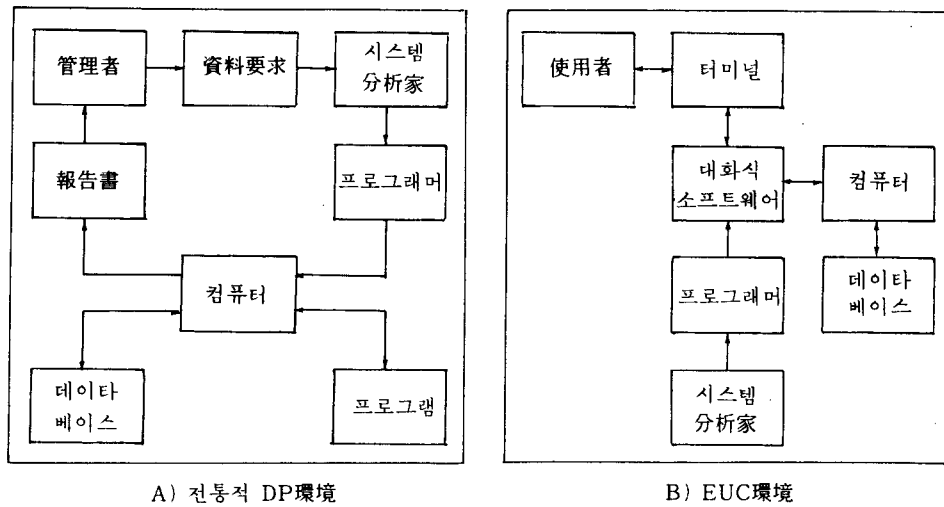 管理者
資料要求
시스템
分析家
報告書
프로그래머
컴퓨터
데이타
베이스
프로그램
A) 전통적 DP環境
使用者
터미널
대화식
소프트웨어
컴퓨터
프로그래머
데이타
베이스
시스템
分析家
B) EUC環境